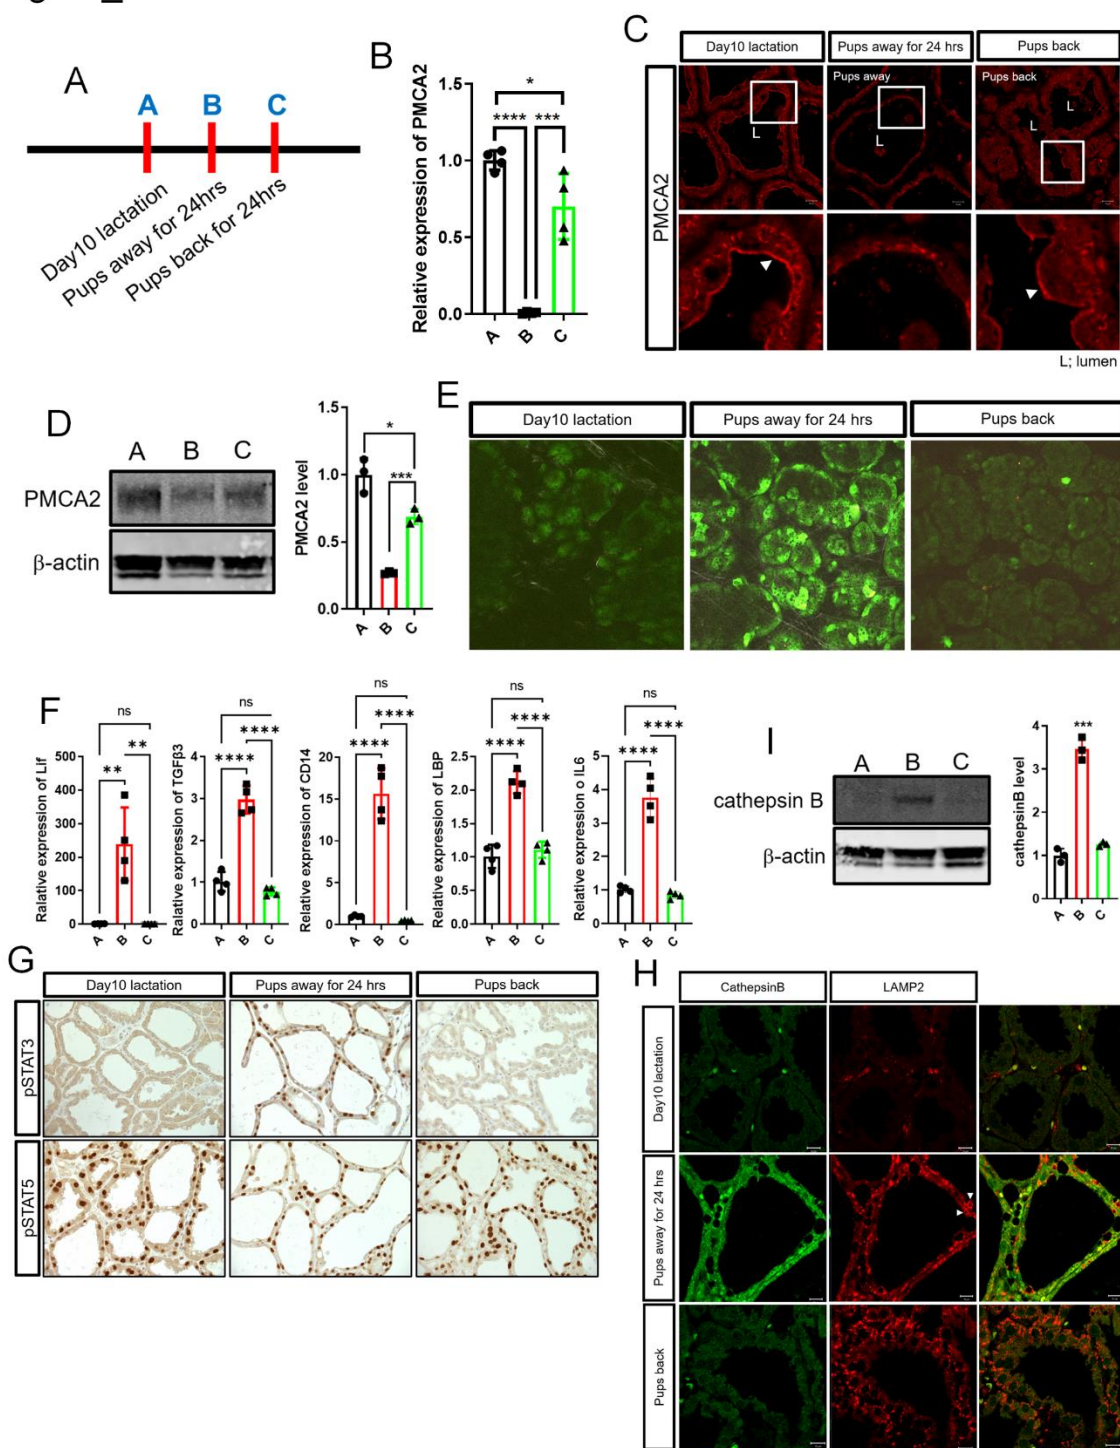 A
A B C
Day10 lactation
Pups away for 24hrs
Pups back for 24hrs
B
Relative expression of PMCA2
1.5
1.0
0.5
0.0
*
**** ***
A B C
C
Day10 lactation Pups away for 24 hrs Pups back
PMCA2
Pups away Pups back
L L L L
L; lumen
D
A B C
PMCA2
β-actin
PMCA2 level
1.5
1.0
0.5
0.0
*
***
A B C
E
Day10 lactation Pups away for 24 hrs Pups back
F
Ralative expression of Lif
500
400
300
200
100
0
ns
** **
A B C
Ralative expression of TGFβ3
4
3
2
1
0
ns
**** ****
A B C
Relative expression of CD14
20
15
10
5
0
ns
**** ****
A B C
Relative expression of LBP
2.5
2.0
1.5
1.0
0.5
0.0
ns
**** ****
A B C
Relative expression o IL6
6
5
4
3
2
1
0
ns
**** ****
A B C
I
A B C
cathepsin B
β-actin
cathepsinB level
4
3
2
1
0
***
A B C
G
Day10 lactation Pups away for 24 hrs Pups back
pSTAT3
pSTAT5
H
CathepsinB LAMP2
Day10 lactation
Pups away for 24 hrs
Pups back